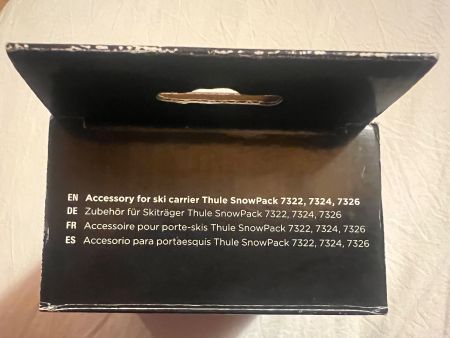 EN Accessory for ski carrier Thule SnowPack 7322, 7324, 7326
DE Zubehör für Skiträger Thule SnowPack 7322, 7324, 7326
FR Accessoire pour porte-skis Thule SnowPack 7322, 7324, 7326
ES Accesorio para portaesquis Thule SnowPack 7322, 7324, 7326